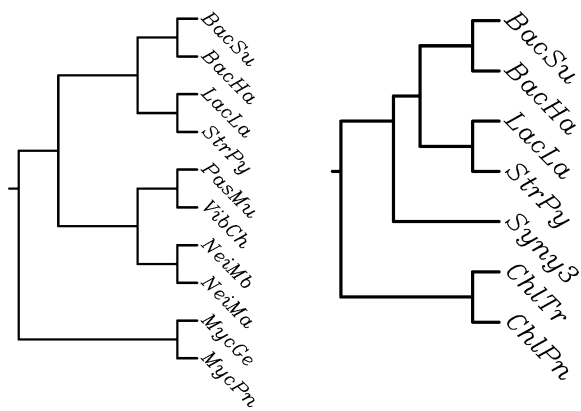 BacSu
BacHa
LacLa
StrPy
PasMu
VibCh
NeiMb
NeiMa
MycGe
MycPn
BacSu
BacHa
LacLa
StrPy
Syny3
ChlTr
ChlPn